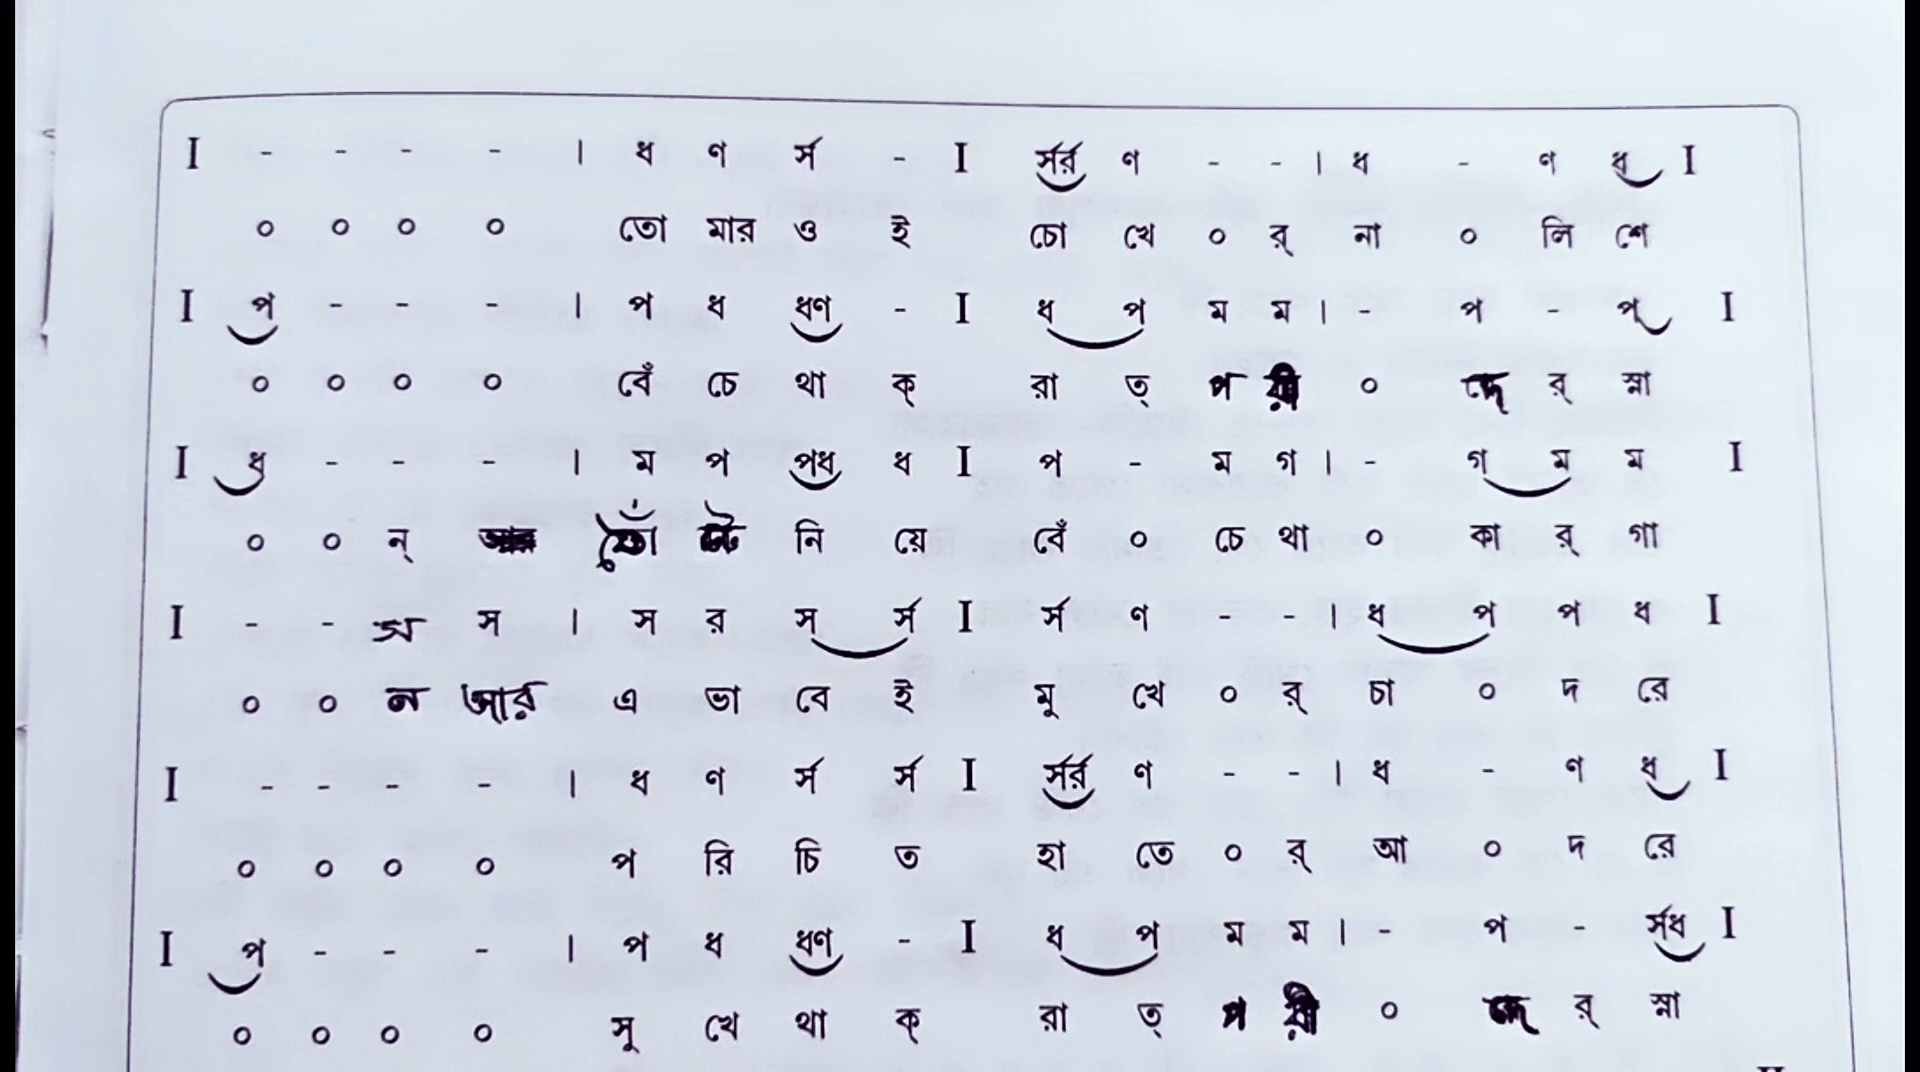 I - - - - । ধ ণ র্স - I র্সর্র ণ - - । ধ - ণ ধ I
০ ০ ০ ০ তো মার ও ই চো খে ০ র্ না ০ লি শে
I প - - - । প ধ ধণ - I ধ প ম ম । - প - প I
০ ০ ০ ০ বেঁ চে থা ক্ রা ত্ প রী ০ দে র্ স্না
I ধ - - - । ম প পধ ধ I প - ম গ । - গ ম ম I
০ ০ ন্ নি য়ে বেঁ ০ চে থা ০ কা র্ গা
I - - স স । স র স র্স I র্স ণ - - । ধ প প ধ I
০ ০ ন আর এ ভা বে ই মু খে ০ র্ চা ০ দ রে
I - - - - । ধ ণ র্স র্স I র্সর্র ণ - - । ধ - ণ ধ I
০ ০ ০ ০ প রি চি ত হা তে ০ র্ আ ০ দ রে
I প - - - । প ধ ধণ - I ধ প ম ম । - প - র্সধ I
০ ০ ০ ০ সু খে থা ক্ রা ত্ প রী ০ দে র্ স্না